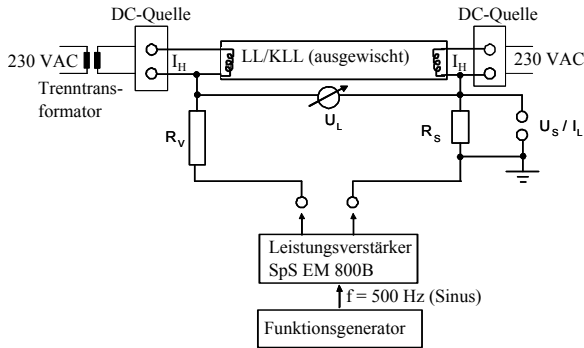 DC-Quelle
DC-Quelle
230 VAC
I_H
LL/KLL (ausgewischt)
I_H
230 VAC
Trenntrans-
formator
U_L
R_V
R_S
U_S / I_L
Leistungsverstärker
SpS EM 800B
f = 500 Hz (Sinus)
Funktionsgenerator